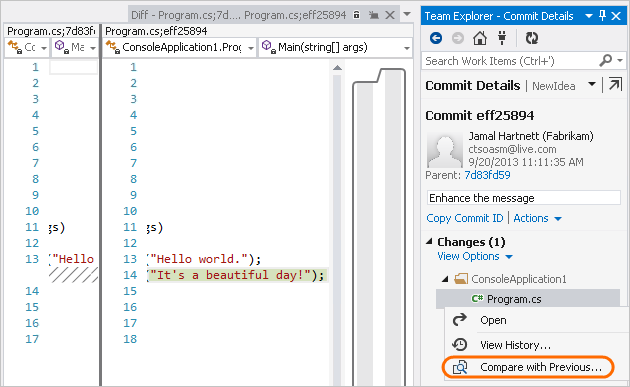 Diff - Program.cs;7d.... Program.cs;eff25894
Program.cs;7d83f
Program.cs;eff25894
Co
Ma
ConsoleApplication1.Prog
Main(string[] args)
1
2
2
3
4
5
6
7
8
9
10
11
12
13
14
15
16
17
18
gs)
("Hello
1
2
2
3
4
5
6
7
8
9
10
11
12
13
14
15
16
17
18
gs)
("Hello world.");
("It's a beautiful day!");
Team Explorer - Commit Details
Search Work Items (Ctrl+')
Commit Details | NewIdea
Commit eff25894
Jamal Hartnett (Fabrikam)
ctsoasm@live.com
9/20/2013 11:11:35 AM
Parent: 7d83fd59
Enhance the message
Copy Commit ID | Actions
Changes (1)
View Options
ConsoleApplication1
C# Program.cs
Open
View History...
Compare with Previous...